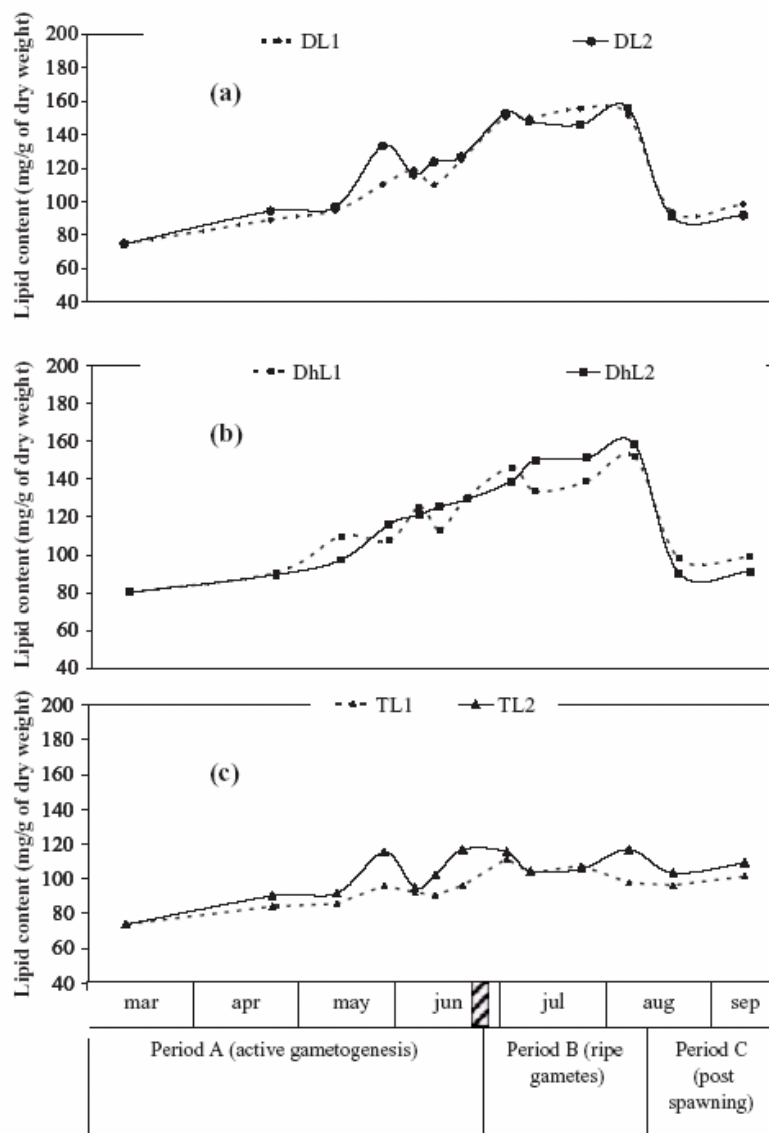 DL1 DL2
(a)
Lipid content (mg/g of dry weight)
200
180
160
140
120
100
80
60
40
DhL1 DhL2
(b)
Lipid content (mg/g of dry weight)
200
180
160
140
120
100
80
60
40
TL1 TL2
(c)
Lipid content (mg/g of dry weight)
200
180
160
140
120
100
80
60
40
mar apr may jun jul aug sep
Period A (active gametogenesis) Period B (ripe Period C
gametes) (post
spawning)